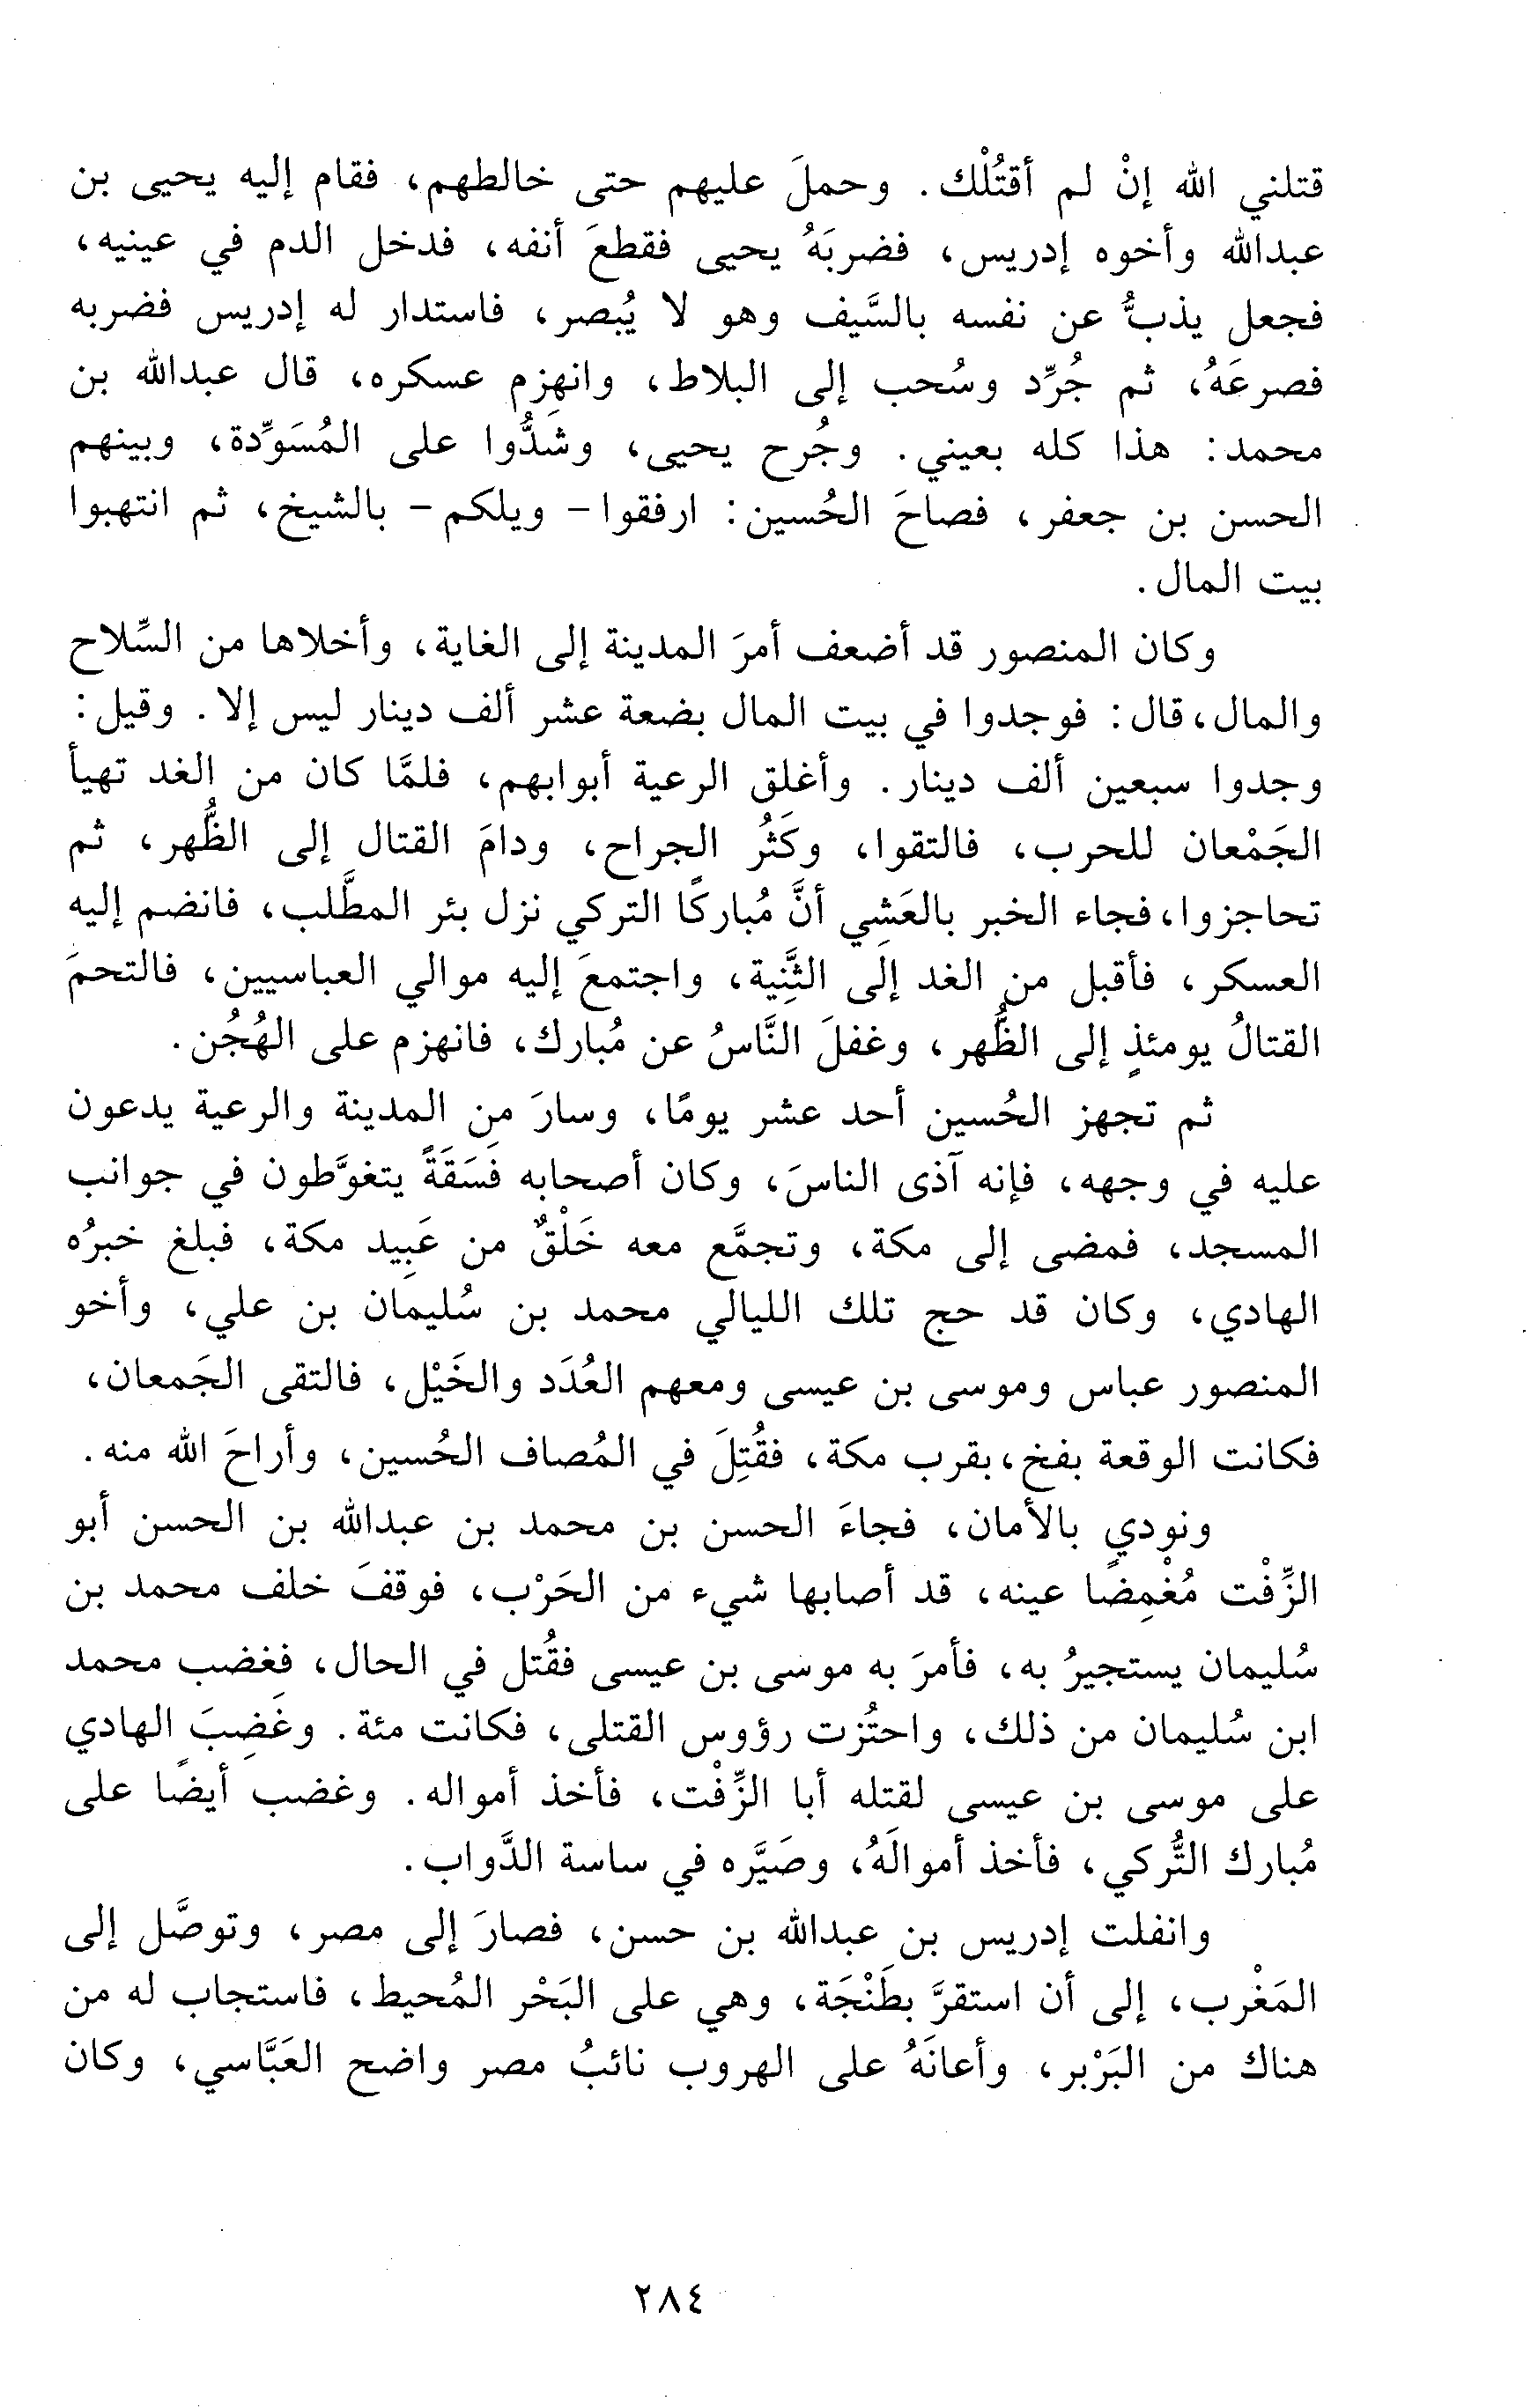 قتلني الله إنْ لم أقتُلْك. وحملَ عليهم حتى خالطهم، فقام إليه يحيى بن
عبدالله وأخوه إدريس، فضربَهُ يحيى فقطعَ أنفه، فدخل الدم في عينيه،
فجعل يذبُّ عن نفسه بالسَّيف وهو لا يُبصر، فاستدار له إدريس فضربه
فصرعَهُ، ثم جُرِّد وسُحب إلى البلاط، وانهزم عسكره، قال عبدالله بن
محمد: هذا كله بعيني. وجُرح يحيى، وشَدُّوا على المُسَوِّدة، وبينهم
الحسن بن جعفر، فصاحَ الحُسين: ارفقوا - ويلكم - بالشيخ، ثم انتهبوا
بيت المال.
وكان المنصور قد أضعف أمرَ المدينة إلى الغاية، وأخلاها من السِّلاح
والمال، قال: فوجدوا في بيت المال بضعة عشر ألف دينار ليس إلا. وقيل:
وجدوا سبعين ألف دينار. وأغلق الرعية أبوابهم، فلمَّا كان من الغد تهيأ
الجَمْعان للحرب، فالتقوا، وكَثُر الجراح، ودامَ القتال إلى الظُّهر، ثم
تحاجزوا، فجاء الخبر بالعَشِي أنَّ مُباركًا التركي نزل بئر المطَّلب، فانضم إليه
العسكر، فأقبل من الغد إلى الثَّنِية، واجتمعَ إليه موالي العباسيين، فالتحمَ
القتالُ يومئذٍ إلى الظُّهر، وغفلَ النَّاسُ عن مُبارك، فانهزم على الهُجُن.
ثم تجهز الحُسين أحد عشر يومًا، وسارَ من المدينة والرعية يدعون
عليه في وجهه، فإنه آذى الناسَ، وكان أصحابه فَسَقَةً يتغوَّطون في جوانب
المسجد، فمضى إلى مكة، وتجمَّع معه خَلْقٌ من عَبِيد مكة، فبلغ خبرُه
الهادي، وكان قد حج تلك الليالي محمد بن سُليمان بن علي، وأخو
المنصور عباس وموسى بن عيسى ومعهم العُدَد والخَيْل، فالتقى الجَمعان،
فكانت الوقعة بفخ، بقرب مكة، فقُتِلَ في المُصاف الحُسين، وأراحَ الله منه.
ونودي بالأمان، فجاءَ الحسن بن محمد بن عبدالله بن الحسن أبو
الزِّفْت مُغْمِضًا عينه، قد أصابها شيء من الحَرْب، فوقفَ خلف محمد بن
سُليمان يستجيرُ به، فأمرَ به موسى بن عيسى فقُتل في الحال، فغضب محمد
ابن سُليمان من ذلك، واحتُزت رؤوس القتلى، فكانت مئة. وغَضِبَ الهادي
على موسى بن عيسى لقتله أبا الزِّفْت، فأخذ أمواله. وغضب أيضًا على
مُبارك التُّركي، فأخذ أموالَهُ، وصَيَّره في ساسة الدَّواب.
وانفلت إدريس بن عبدالله بن حسن، فصارَ إلى مصر، وتوصَّل إلى
المَغْرب، إلى أن استقرَّ بطَنْجَة، وهي على البَحْر المُحيط، فاستجاب له من
هناك من البَرْبر، وأعانَهُ على الهروب نائبُ مصر واضح العَبَّاسي، وكان
٢٨٤